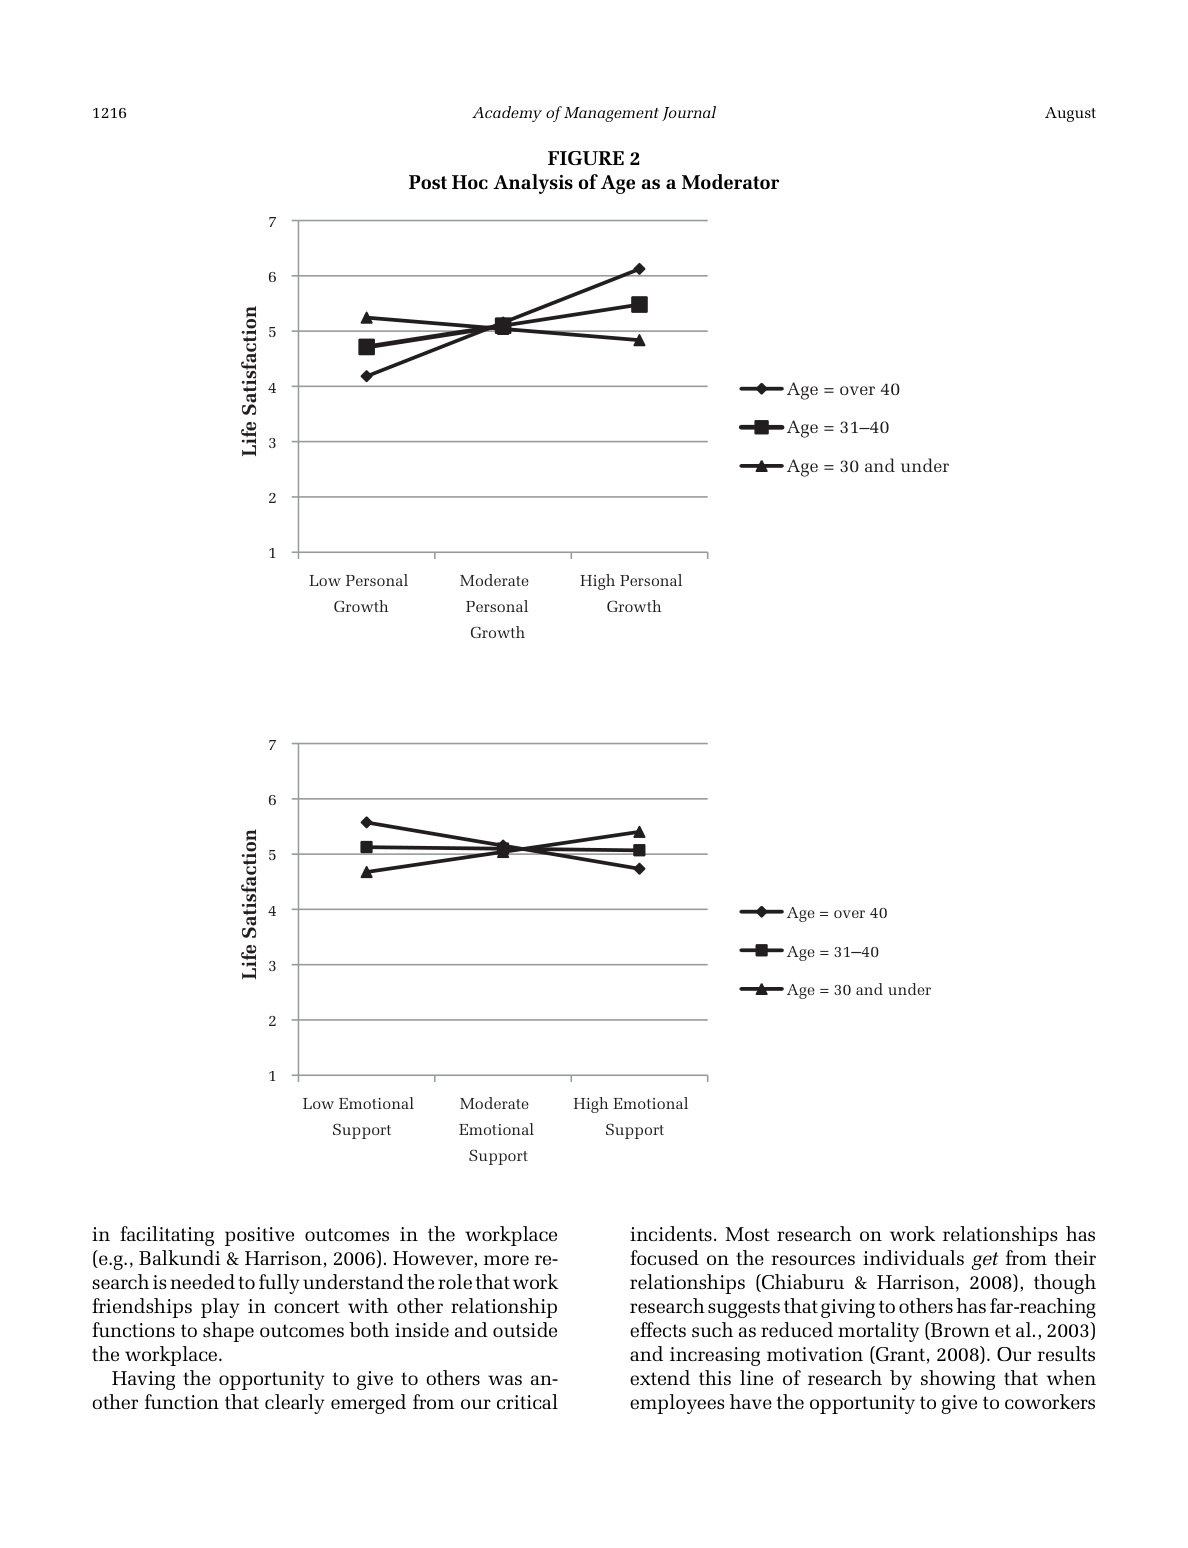 1216
Academy of Management Journal
August
FIGURE 2
Post Hoc Analysis of Age as a Moderator
7
6
5
4
3
2
1
Life Satisfaction
Low Personal
Growth
Moderate
Personal
Growth
High Personal
Growth
Age = over 40
Age = 31–40
Age = 30 and under
7
6
5
4
3
2
1
Life Satisfaction
Low Emotional
Support
Moderate
Emotional
Support
High Emotional
Support
Age = over 40
Age = 31–40
Age = 30 and under
in facilitating positive outcomes in the workplace
(e.g., Balkundi & Harrison, 2006). However, more re-
search is needed to fully understand the role that work
friendships play in concert with other relationship
functions to shape outcomes both inside and outside
the workplace.
Having the opportunity to give to others was an-
other function that clearly emerged from our critical
incidents. Most research on work relationships has
focused on the resources individuals get from their
relationships (Chiaburu & Harrison, 2008), though
research suggests that giving to others has far-reaching
effects such as reduced mortality (Brown et al., 2003)
and increasing motivation (Grant, 2008). Our results
extend this line of research by showing that when
employees have the opportunity to give to coworkers